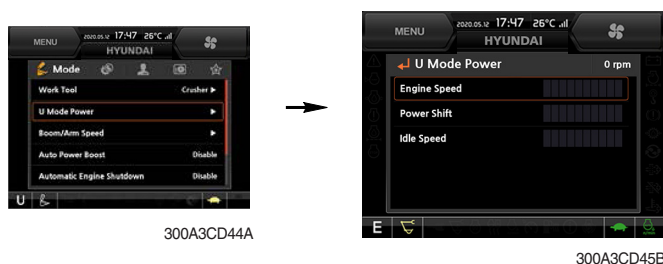 MENU
2020.05.12 17:47 26°C
HYUNDAI
Mode
Work Tool Crusher ▶
U Mode Power ▶
Boom/Arm Speed ▶
Auto Power Boost Disable
Automatic Engine Shutdown Disable
U
300A3CD44A
MENU
2020.05.12 17:47 26°C
HYUNDAI
U Mode Power 0 rpm
Engine Speed
Power Shift
Idle Speed
E
300A3CD45B